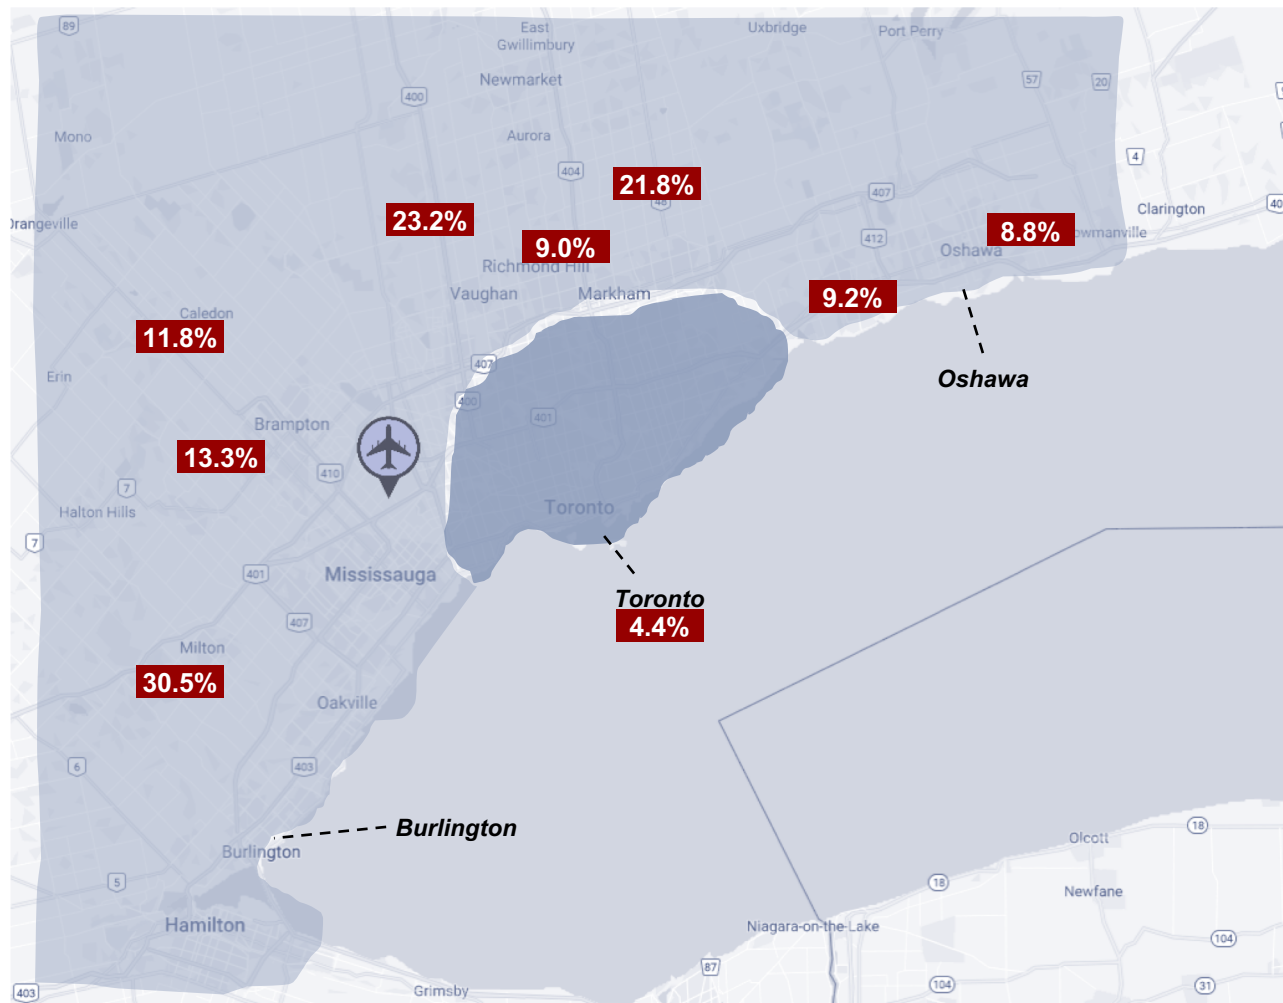 89
East
Gwillimbury
Uxbridge
Port Perry
Newmarket
57
20
400
Mono
Aurora
404
4
21.8%
48
407
Orangeville
23.2%
Clarington
40
9.0%
412
8.8%
owmanville
Richmond Hill
Oshawa
Vaughan
Markham
9.2%
Caledon
11.8%
407
Erin
Oshawa
400
401
Brampton
13.3%
410
7
Halton Hills
Toronto
7
401
Mississauga
Toronto
4.4%
407
Milton
30.5%
Oakville
6
403
Burlington
18
Olcott
Burlington
5
18
Newfane
Hamilton
Niagara-on-the-Lake
104
87
104
31
403
Grimsby